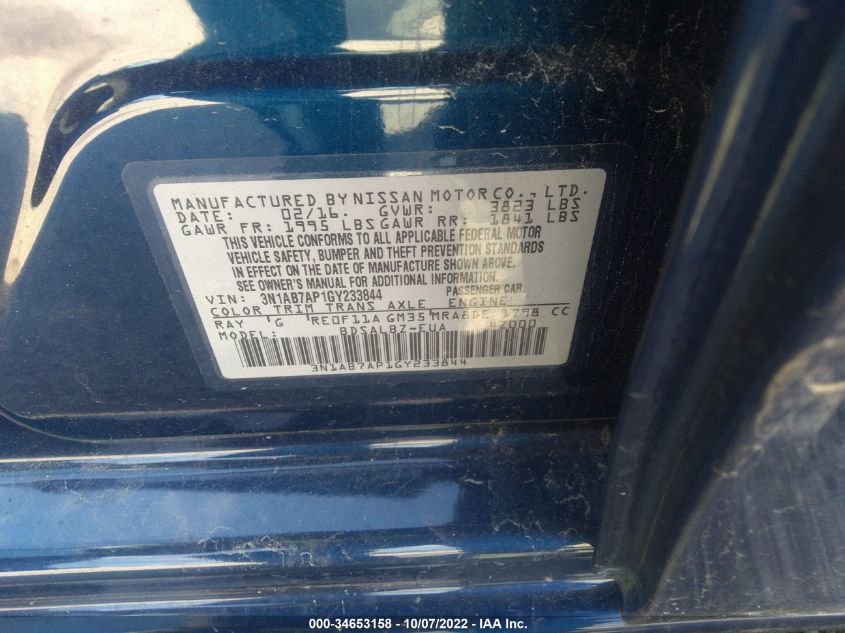 MANUFACTURED BY NISSAN MOTOR CO., LTD.
DATE: 02/16. GVWR: 3823 LBS
GAWR FR: 1995 LBS GAWR RR: 1841 LBS
THIS VEHICLE CONFORMS TO ALL APPLICABLE FEDERAL MOTOR
VEHICLE SAFETY, BUMPER AND THEFT PREVENTION STANDARDS
IN EFFECT ON THE DATE OF MANUFACTURE SHOWN ABOVE.
SEE OWNER'S MANUAL FOR ADDITIONAL INFORMATION
VIN: 3N1AB7AP1GY233844 PASSENGER CAR.
COLOR TRIM TRANS AXLE ENGINE:
RAY G RE0F11A GM35 MRA8DE 1798 CC
MODEL: BDSALB7-EUA 47000
3N1AB7AP1GY233844
000-34653158 - 10/07/2022 - IAA Inc.